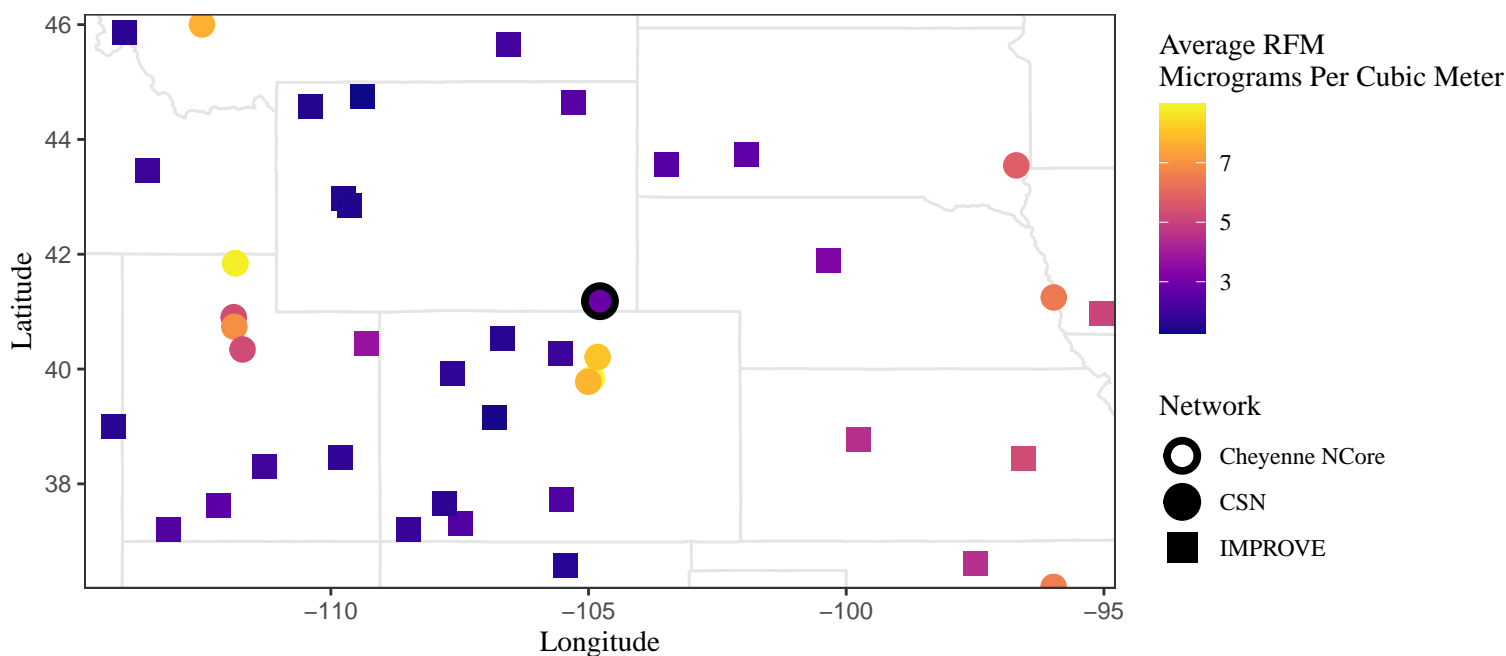 46
44
42
40
38
Latitude
−110
−105
−100
−95
Longitude
Average RFM
Micrograms Per Cubic Meter
7
5
3
Network
Cheyenne NCore
CSN
IMPROVE